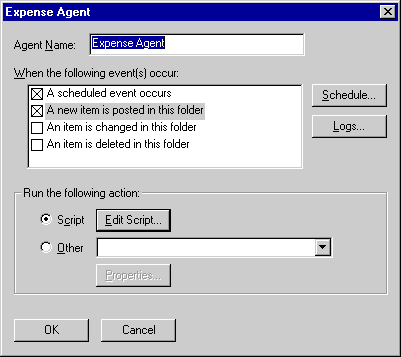 Expense Agent
Agent Name: Expense Agent
When the following event(s) occur:
A scheduled event occurs
A new item is posted in this folder
An item is changed in this folder
An item is deleted in this folder
Schedule...
Logs...
Run the following action:
Script Edit Script...
Other
Properties...
OK Cancel